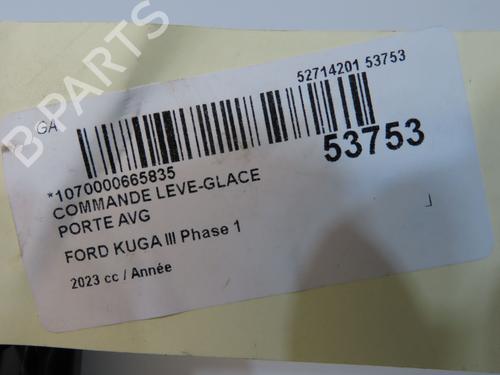 B PARTS
52714201 53753
GA
53753
*1070000665835
COMMANDE LEVE-GLACE
PORTE AVG
FORD KUGA III Phase 1
2023 cc / Année